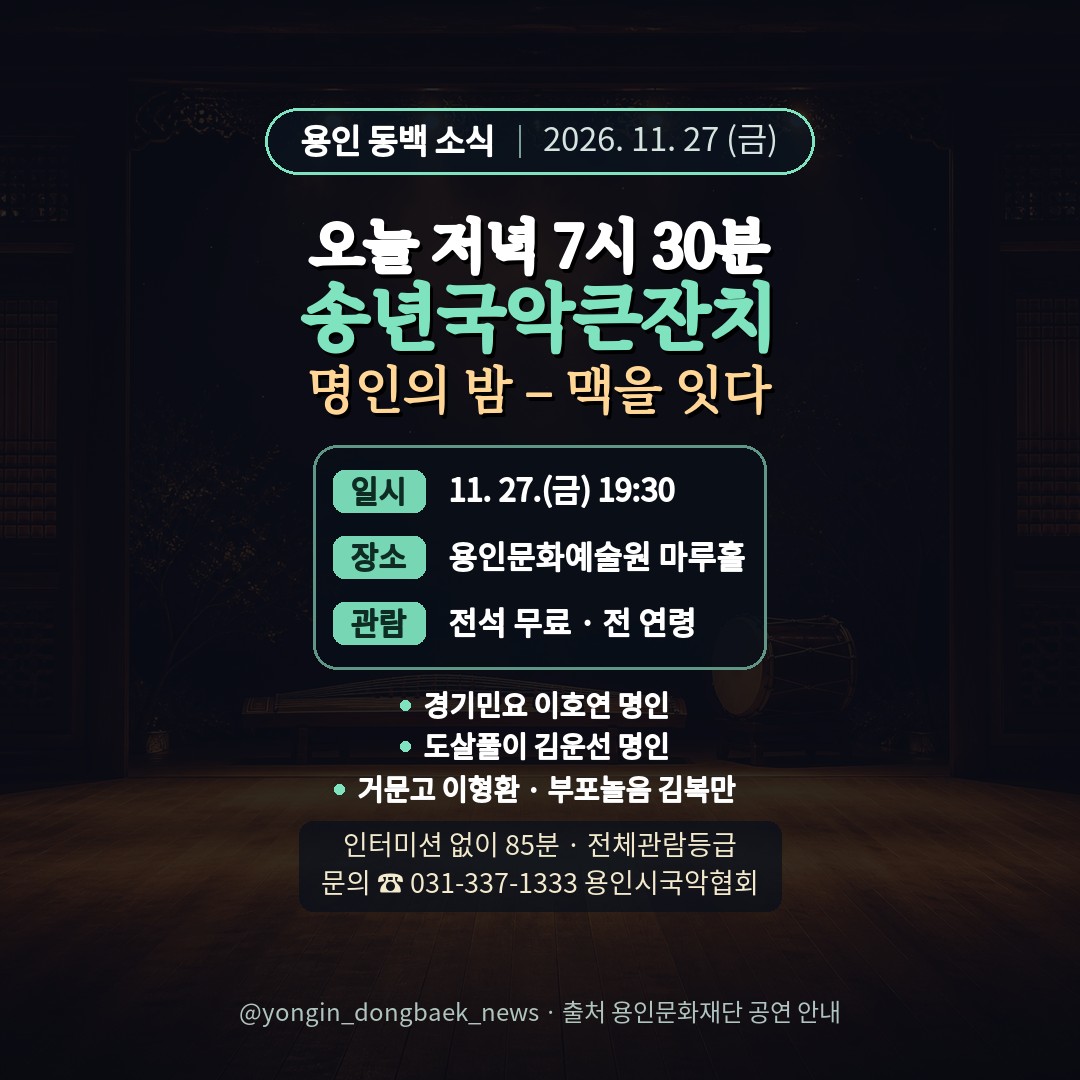 용인 동백 소식 | 2026. 11. 27 (금)
오늘 저녁 7시 30분
송년국악큰잔치
명인의 밤 – 맥을 잇다
일시 11. 27.(금) 19:30
장소 용인문화예술원 마루홀
관람 전석 무료 · 전 연령
• 경기민요 이호연 명인
• 도살풀이 김운선 명인
• 거문고 이형환 · 부포놀음 김복만
인터미션 없이 85분 · 전체관람등급
문의 ☎ 031-337-1333 용인시국악협회
@yongin_dongbaek_news · 출처 용인문화재단 공연 안내